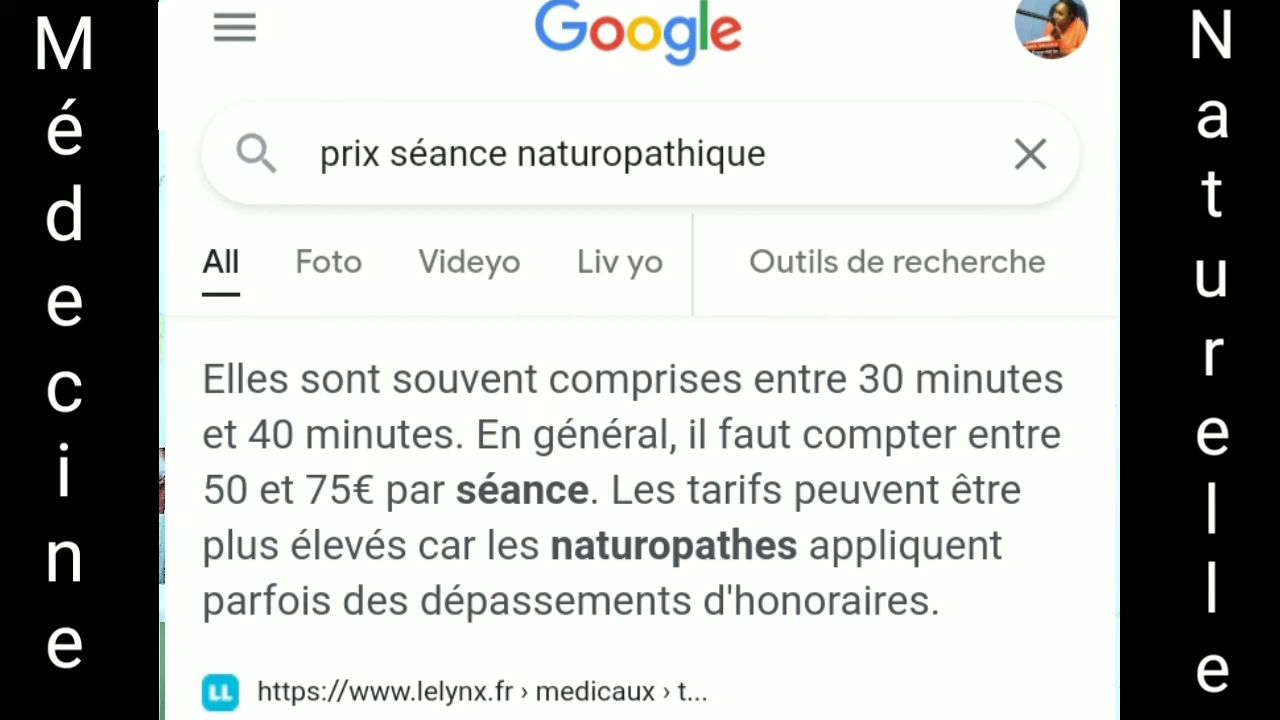 Médecine
Google
prix séance naturopathique
All Foto Videyo Liv yo Outils de recherche
Elles sont souvent comprises entre 30 minutes
et 40 minutes. En général, il faut compter entre
50 et 75€ par séance. Les tarifs peuvent être
plus élevés car les naturopathes appliquent
parfois des dépassements d'honoraires.
LL https://www.lelynx.fr › medicaux › t...
Naturelle